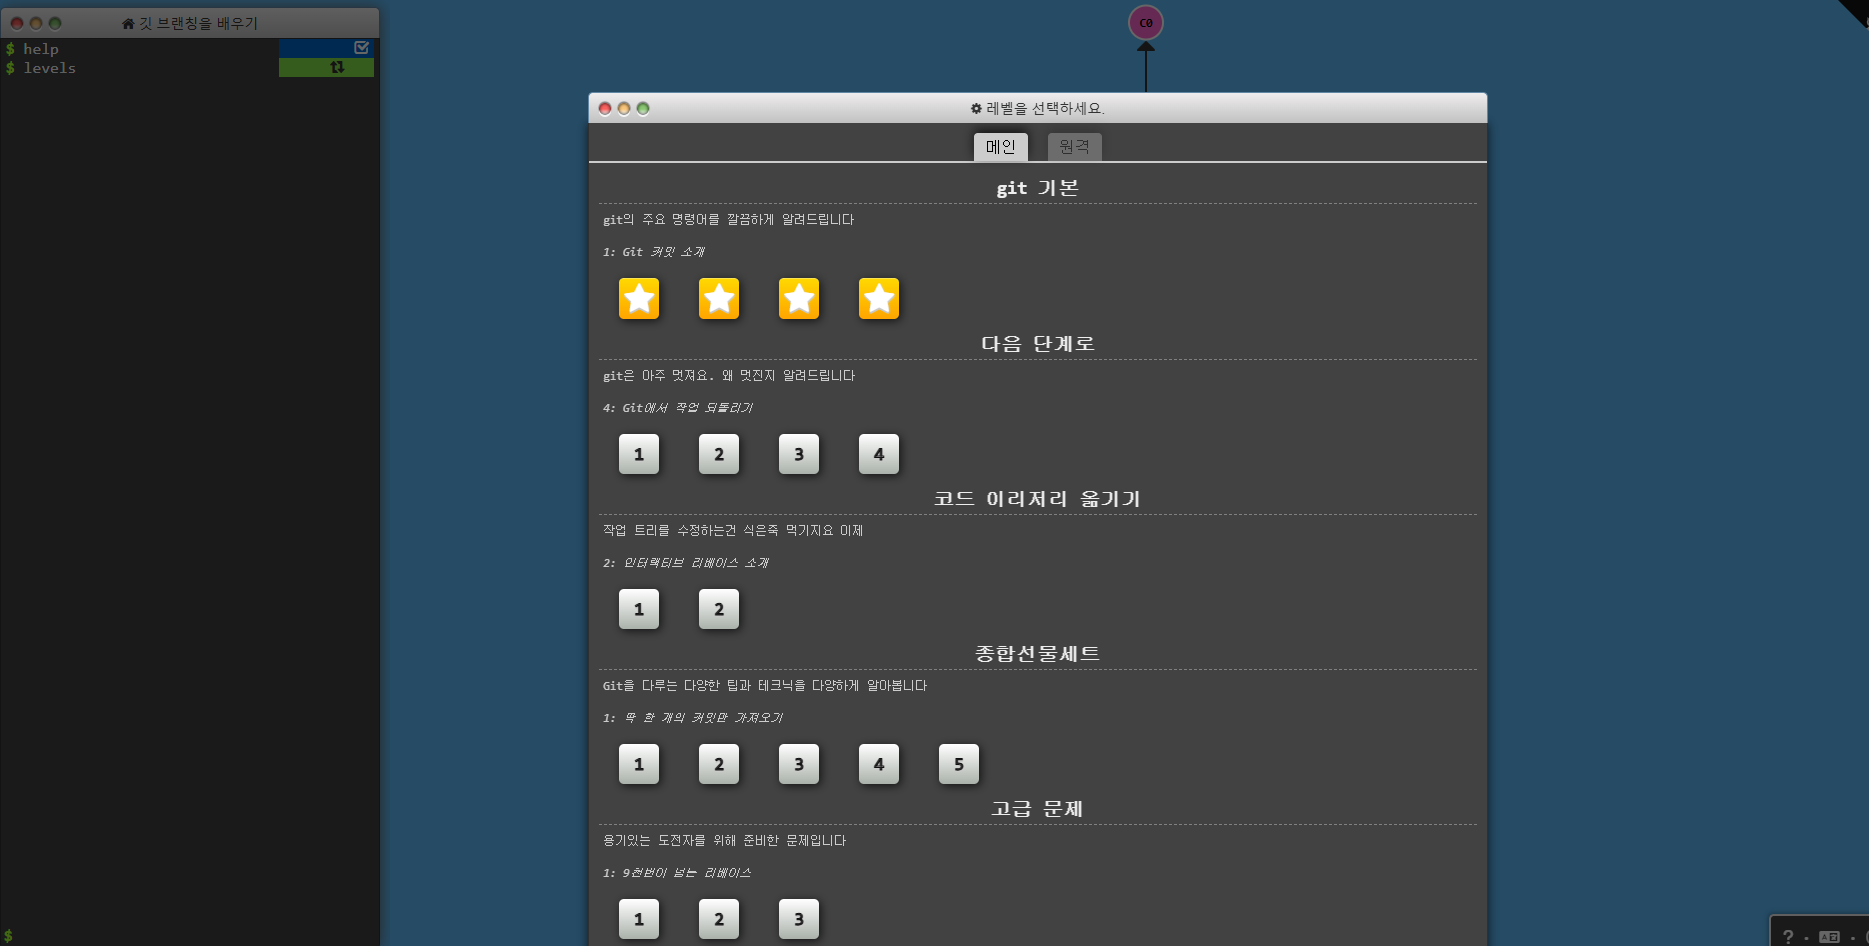 깃 브랜칭을 배우기
$ help
$ levels
C0
레벨을 선택하세요.
메인 원격
git 기본
git의 주요 명령어를 깔끔하게 알려드립니다
1: Git 커밋 소개
다음 단계로
git은 아주 멋져요. 왜 멋진지 알려드립니다
4: Git에서 작업 되돌리기
1 2 3 4
코드 이리저리 옮기기
작업 트리를 수정하는건 식은죽 먹기지요 이제
2: 인터랙티브 리베이스 소개
1 2
종합선물세트
Git을 다루는 다양한 팁과 테크닉을 다양하게 알아봅니다
1: 딱 한 개의 커밋만 가져오기
1 2 3 4 5
고급 문제
용기있는 도전자를 위해 준비한 문제입니다
1: 9천번이 넘는 리베이스
1 2 3
$
?